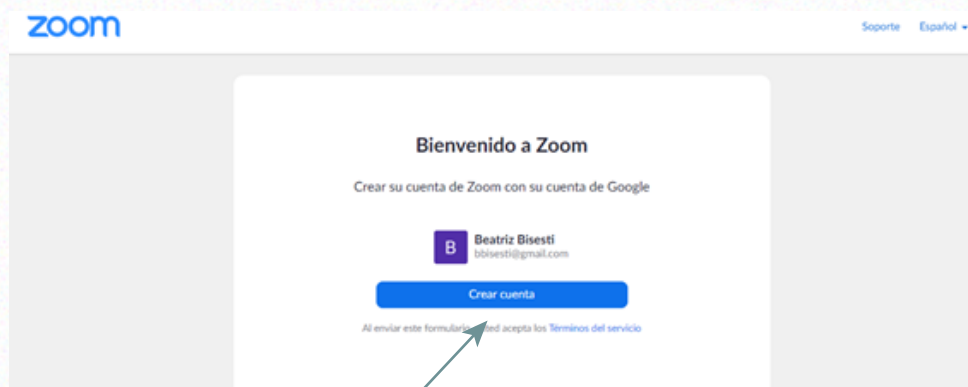 zoom
Soporte Español
Bienvenido a Zoom
Crear su cuenta de Zoom con su cuenta de Google
B
Beatriz Bisesti
bbisesti@gmail.com
Crear cuenta
Al enviar este formulario acepta los Términos del servicio